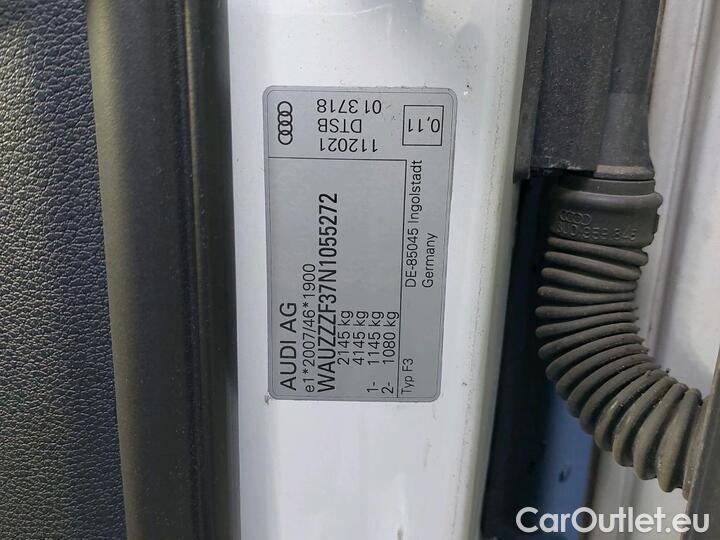 AUDI AG
e1*2007/46*1900
WAUZZZF37N1055272
2145 kg
4145 kg
1- 1145 kg
2- 1080 kg
Typ F3
DE-85045 Ingolstadt
Germany
112021
DTSB
013718
0,11
CarOutlet.eu